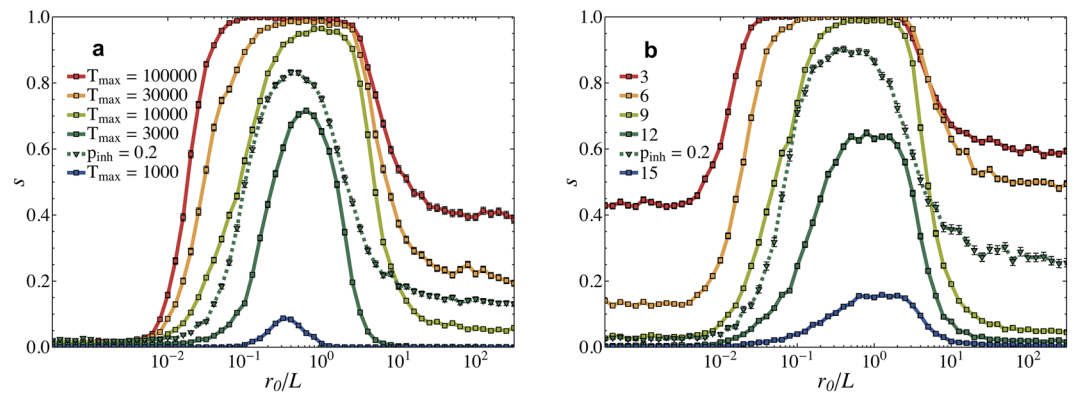 a
T_max = 100000
T_max = 30000
T_max = 10000
T_max = 3000
p_inh = 0.2
T_max = 1000
1.0
0.8
0.6
0.4
0.2
0.0
s
10^-2
10^-1
10^0
10^1
10^2
r_0/L
b
3
6
9
12
p_inh = 0.2
15
1.0
0.8
0.6
0.4
0.2
0.0
s
10^-2
10^-1
10^0
10^1
10^2
r_0/L